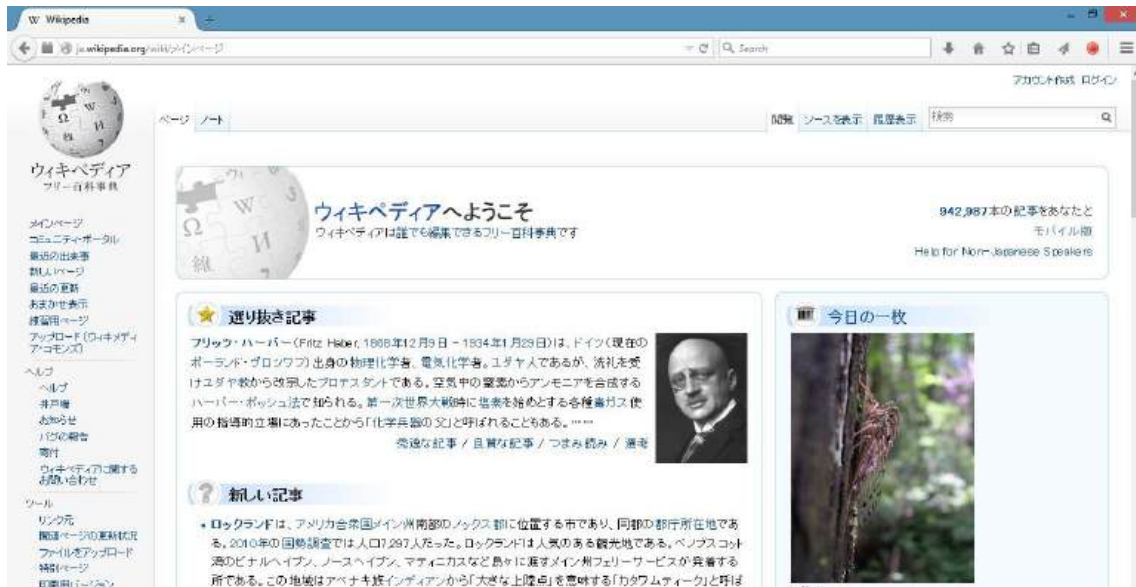 Wikipedia
ja.wikipedia.org/wiki/メインページ
Search
アカウント作成 ログイン
ページ ノート
閲覧 ソースを表示 履歴表示 検索
ウィキペディア
フリー百科事典
メインページ
コミュニティ・ポータル
最近の出来事
新しいページ
最近の更新
おまかせ表示
練習用ページ
アップロード (ウィキメディ
ア・コモンズ)
ヘルプ
ヘルプ
井戸端
お知らせ
バグの報告
寄付
ウィキペディアに関する
お問い合わせ
ツール
リンク元
関連ページの更新状況
ファイルをアップロード
特別ページ
印刷用バージョン
ウィキペディアへようこそ
ウィキペディアは誰でも編集できるフリー百科事典です
942,987本の記事をあなたと
モバイル版
Help for Non-Japanese Speakers
選り抜き記事
フリッツ・ハーバー(Fritz Haber, 1868年12月9日 - 1934年1月29日)は、ドイツ(現在の
ポーランド・ヴロツワフ)出身の物理化学者、電気化学者。ユダヤ人であるが、洗礼を受
けユダヤ教から改宗したプロテスタントである。空気中の窒素からアンモニアを合成する
ハーバー・ボッシュ法で知られる。第一次世界大戦時に塩素を始めとする各種毒ガス使
用の指導的立場にあったことから「化学兵器の父」と呼ばれることもある。……
秀逸な記事 / 良質な記事 / つまみ読み / 選考
新しい記事
ロックランドは、アメリカ合衆国メイン州南部のノックス郡に位置する市であり、同郡の郡庁所在地であ
る。2010年の国勢調査では人口7,297人だった。ロックランドは人気のある観光地である。ペノブスコット
湾のビナルヘイブン、ノースヘイブン、マティニカスなど島々に渡すメイン州フェリーサービスが発着する
所である。この地域はアベナキ族インディアンから「大きな上陸点」を意味する「カタワムティーク」と呼ば
今日の一枚